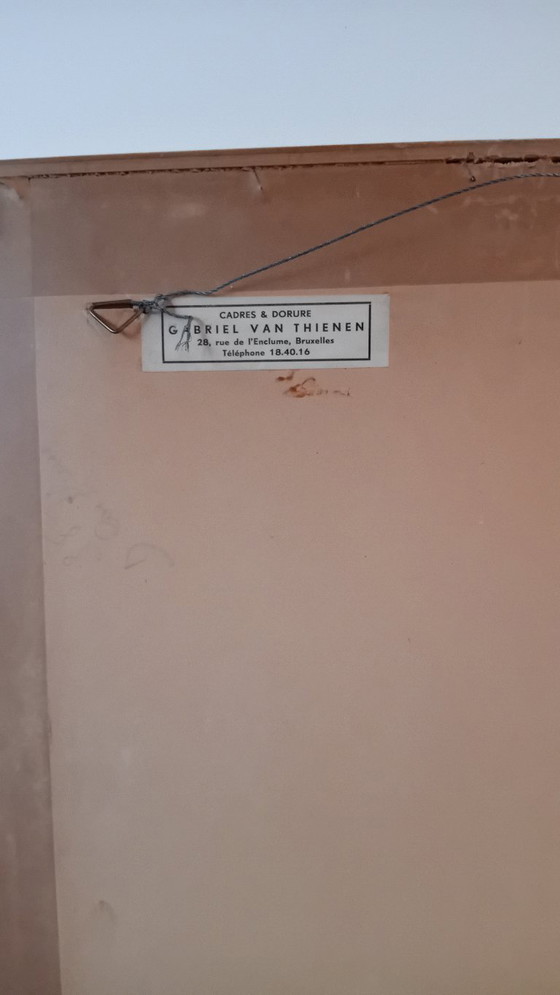 CADRES & DORURE
GABRIEL VAN THIENEN
28, rue de l'Enclume, Bruxelles
Téléphone 18.40.16